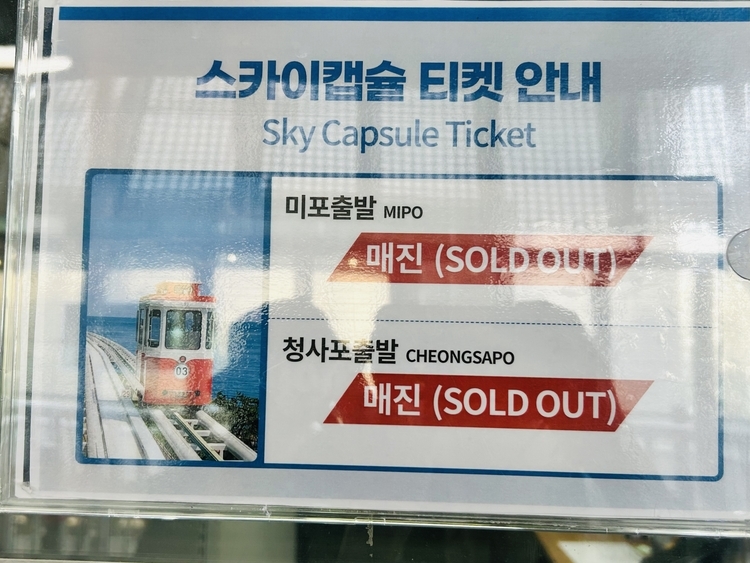 스카이캡슐 티켓 안내
Sky Capsule Ticket
미포출발 MIPO
매진 (SOLD OUT)
청사포출발 CHEONGSAPO
매진 (SOLD OUT)
03